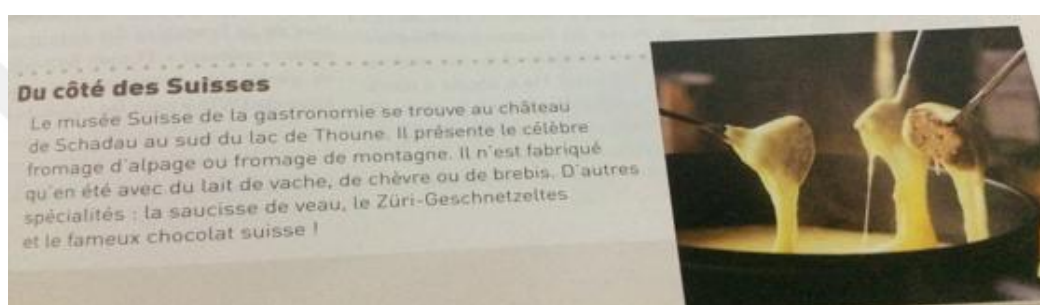 Du côté des Suisses
Le musée Suisse de la gastronomie se trouve au château
de Schadau au sud du lac de Thoune. Il présente le célèbre
fromage d'alpage ou fromage de montagne. Il n'est fabriqué
qu'en été avec du lait de vache, de chèvre ou de brebis. D'autres
spécialités : la saucisse de veau, le Züri-Geschnetzeltes
et le fameux chocolat suisse !